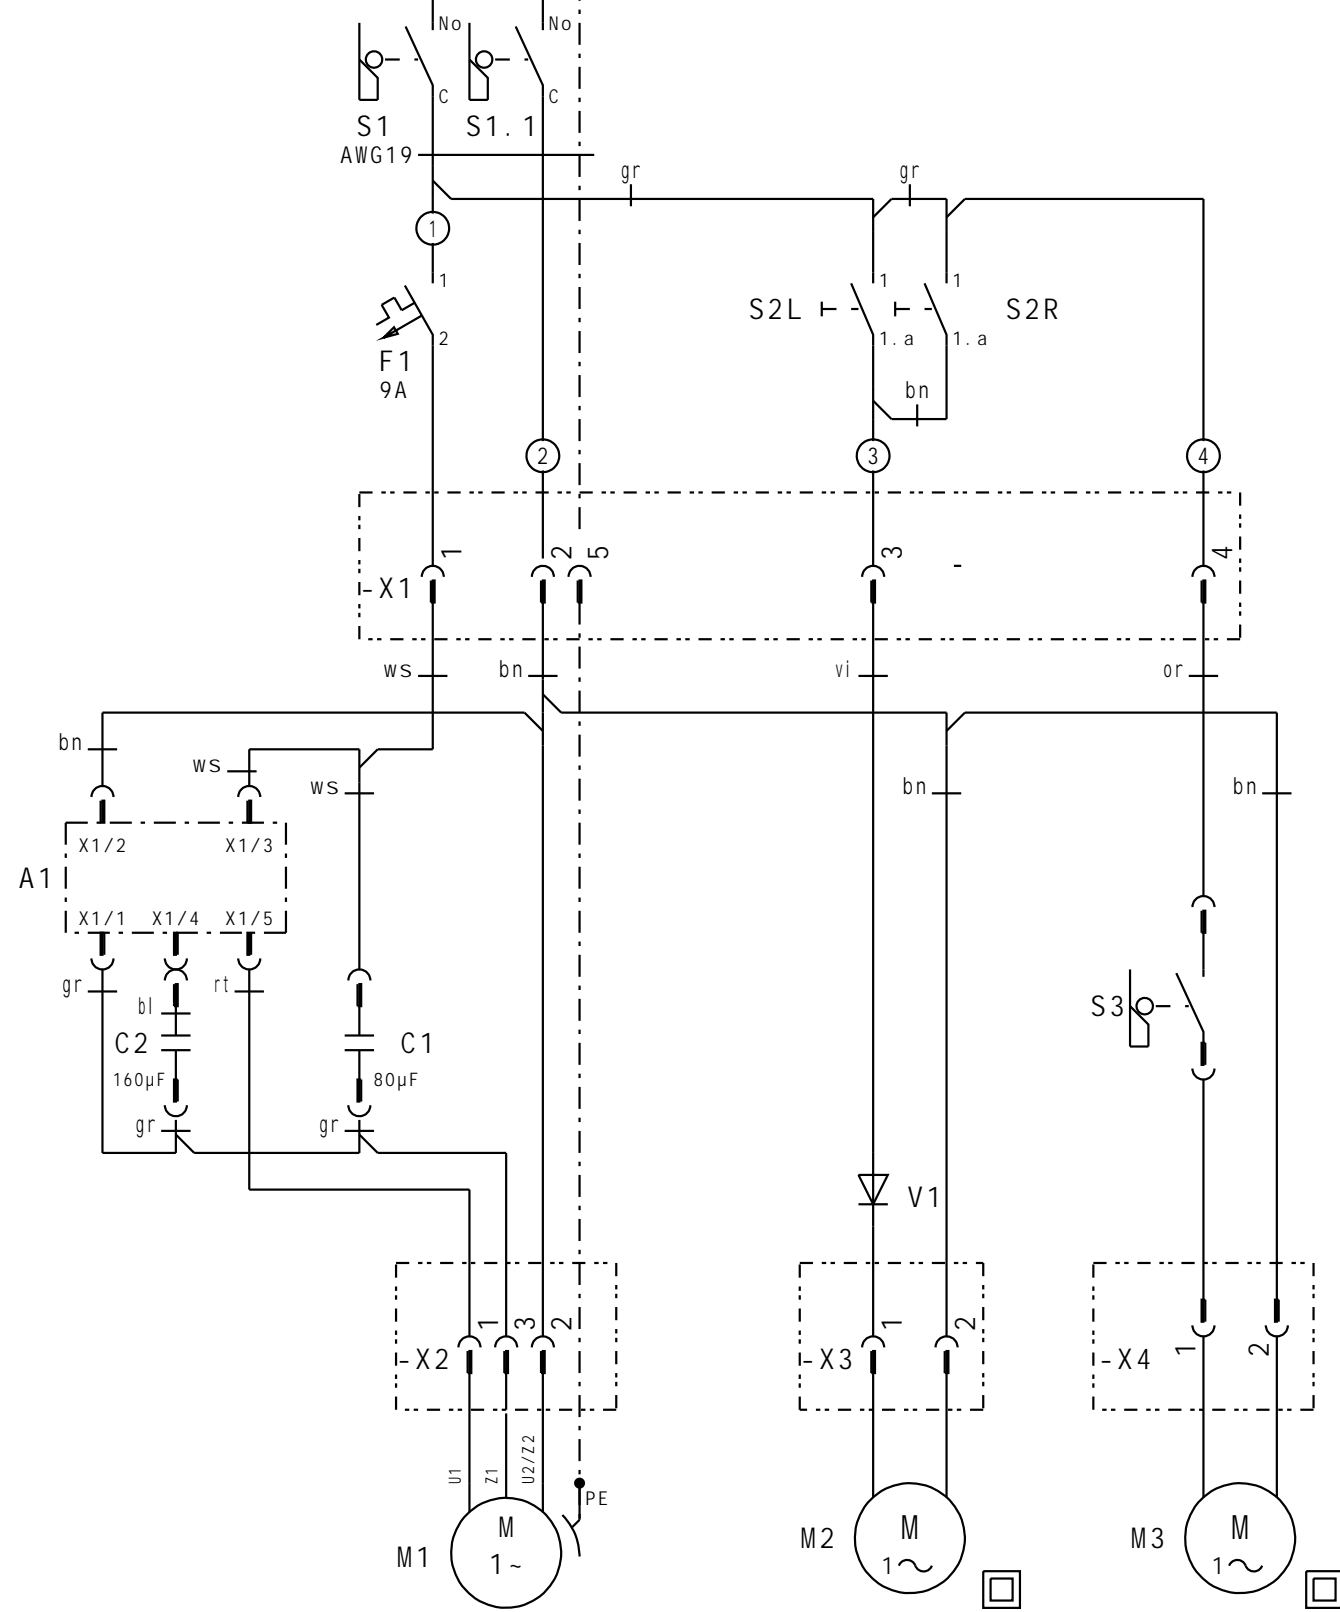 No No
C C
S1 S1.1
AWG19
gr gr
1
1 1 1
S2L S2R
2 1.a 1.a
F1
9A
bn
2 3 4
1 2 5 3 - 4
-X1
ws bn vi or
bn
ws
ws bn bn
X1/2 X1/3
A1
X1/1 X1/4 X1/5
gr rt
bl S3
C2 C1
160µF 80µF
gr gr
V1
1 3 2 1 2
-X2 -X3 -X4 1 2
U1 Z1 U2/Z2
PE
M M M
M1 M2 M3
1~ 1 1